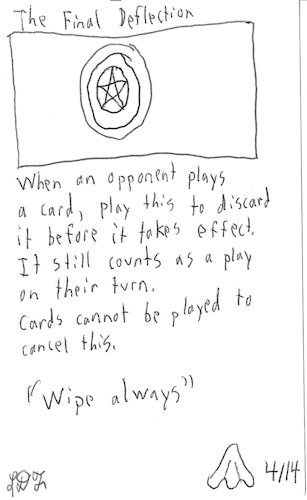 The Final Deflection
When an opponent plays
a card, play this to discard
it before it takes effect.
It still counts as a play
on their turn.
Cards cannot be played to
cancel this.
"Wipe always"
4/14